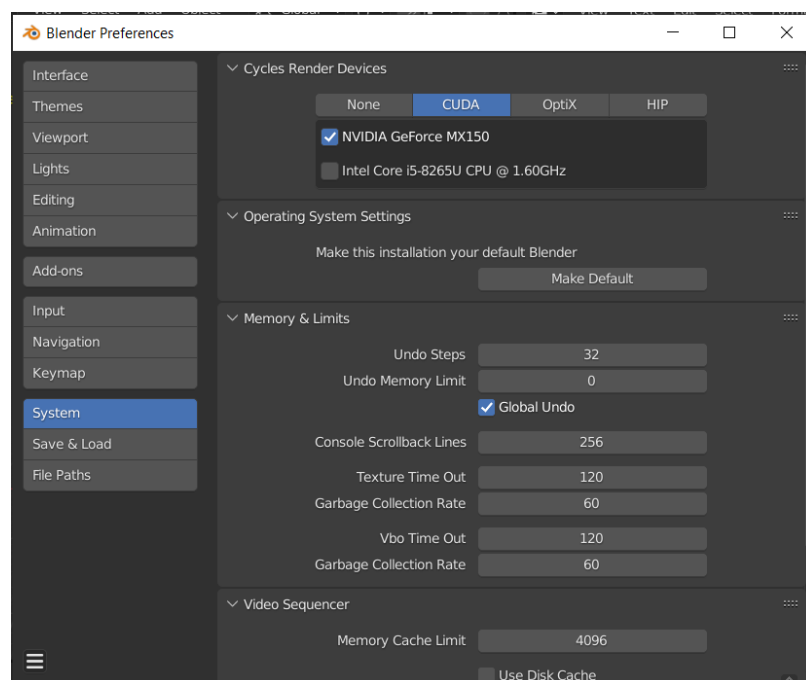 Blender Preferences
Interface
Themes
Viewport
Lights
Editing
Animation
Add-ons
Input
Navigation
Keymap
System
Save & Load
File Paths
Cycles Render Devices
None CUDA OptiX HIP
NVIDIA GeForce MX150
Intel Core i5-8265U CPU @ 1.60GHz
Operating System Settings
Make this installation your default Blender
Make Default
Memory & Limits
Undo Steps 32
Undo Memory Limit 0
Global Undo
Console Scrollback Lines 256
Texture Time Out 120
Garbage Collection Rate 60
Vbo Time Out 120
Garbage Collection Rate 60
Video Sequencer
Memory Cache Limit 4096
Use Disk Cache